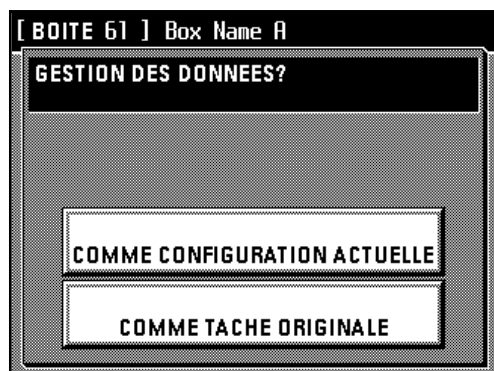 [ BOITE 61 ] Box Name A
GESTION DES DONNEES?
COMME CONFIGURATION ACTUELLE
COMME TACHE ORIGINALE